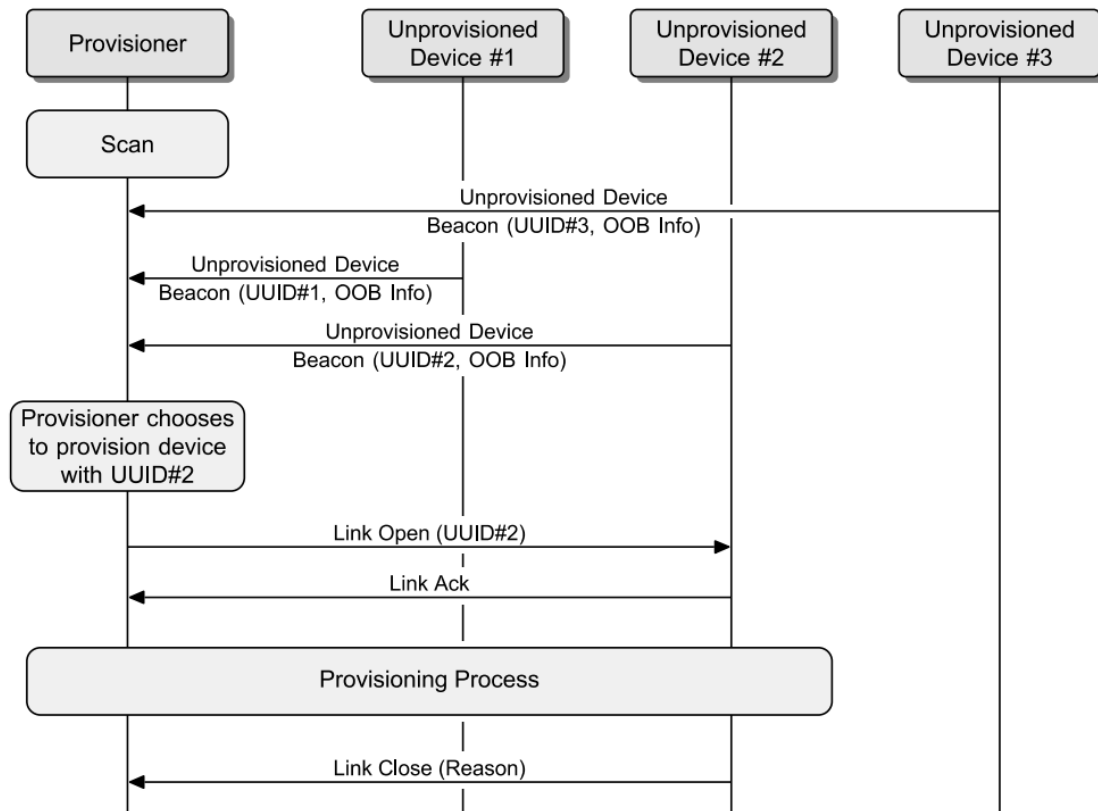 Provisioner
Unprovisioned
Device #1
Unprovisioned
Device #2
Unprovisioned
Device #3
Scan
Unprovisioned Device
Beacon (UUID#3, OOB Info)
Unprovisioned Device
Beacon (UUID#1, OOB Info)
Unprovisioned Device
Beacon (UUID#2, OOB Info)
Provisioner chooses
to provision device
with UUID#2
Link Open (UUID#2)
Link Ack
Provisioning Process
Link Close (Reason)